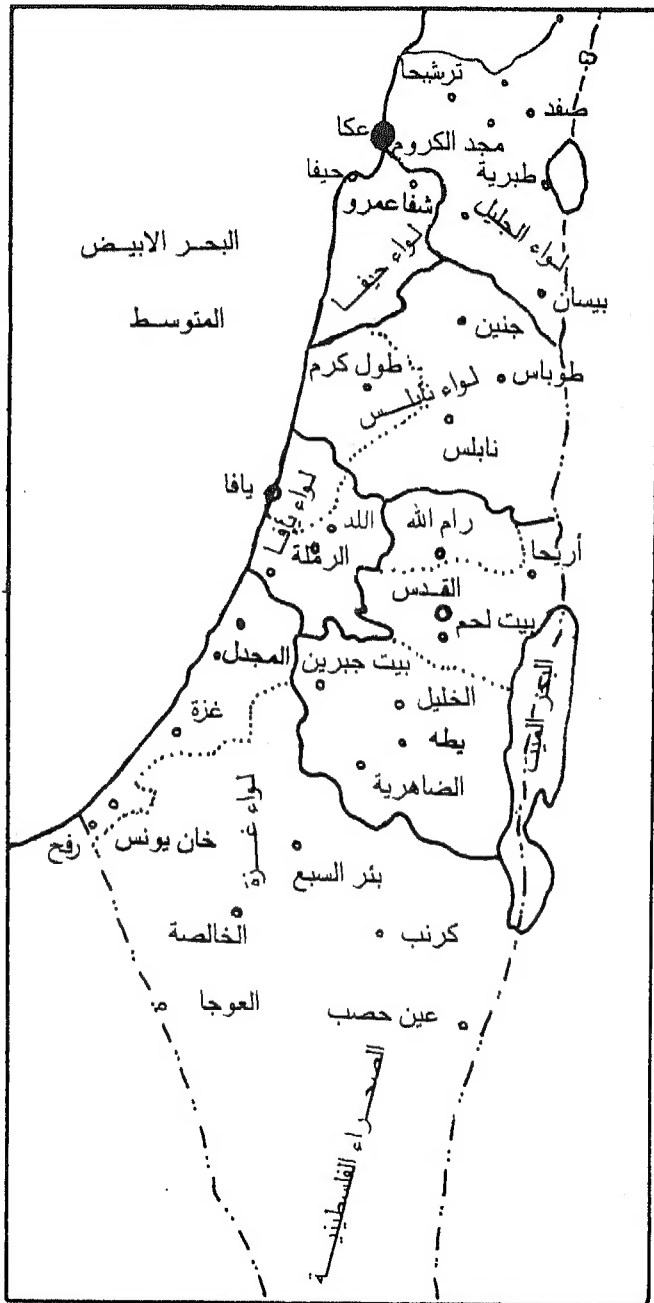 ترشيحا
صفد
عكا
مجد الكروم
طبرية
حيفا
شفاعمرو
لواء الجليل
لواء حيفا
البحر الابيض
المتوسط
بيسان
جنين
طول كرم
طوباس
لواء نابلس
نابلس
يافا
لواء يافا
اللد
الرملة
رام الله
أريحا
القدس
بيت لحم
البحر الميت
المجدل
بيت جبرين
الخليل
يطه
الضاهرية
غزة
لواء غزة
خان يونس
رفح
بئر السبع
الخالصة
كرنب
العوجا
عين حصب
الصحراء الفلسطينية